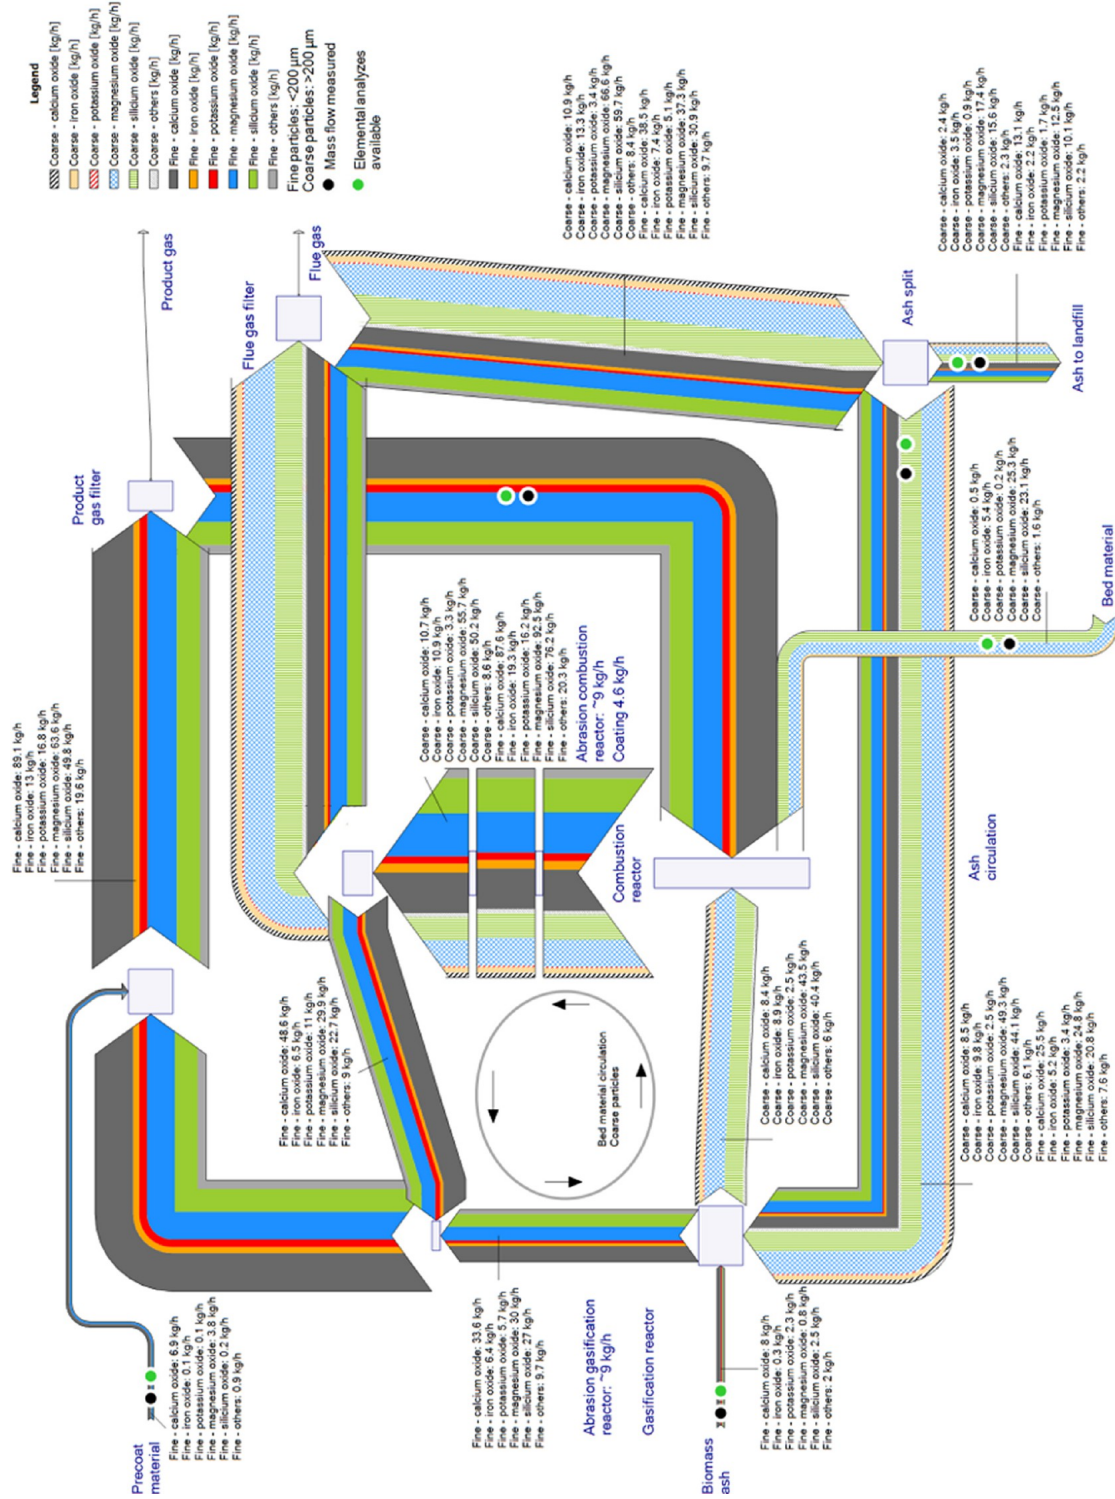 Legend
Coarse - calcium oxide [kg/h]
Coarse - iron oxide [kg/h]
Coarse - potassium oxide [kg/h]
Coarse - magnesium oxide [kg/h]
Coarse - silicium oxide [kg/h]
Coarse - others [kg/h]
Fine - calcium oxide [kg/h]
Fine - iron oxide [kg/h]
Fine - potassium oxide [kg/h]
Fine - magnesium oxide [kg/h]
Fine - silicium oxide [kg/h]
Fine - others [kg/h]
Fine particles: <200 µm
Coarse particles: >200 µm
Mass flow measured
Elemental analyzes
available
Precoat
material
Fine - calcium oxide: 6.9 kg/h
Fine - iron oxide: 0.1 kg/h
Fine - potassium oxide: 0.1 kg/h
Fine - magnesium oxide: 3.8 kg/h
Fine - silicium oxide: 0.2 kg/h
Fine - others: 0.9 kg/h
Fine - calcium oxide: 89.1 kg/h
Fine - iron oxide: 13 kg/h
Fine - potassium oxide: 16.8 kg/h
Fine - magnesium oxide: 63.6 kg/h
Fine - silicium oxide: 49.8 kg/h
Fine - others: 19.6 kg/h
Product
gas filter
Product gas
Flue gas filter
Flue gas
Fine - calcium oxide: 48.6 kg/h
Fine - iron oxide: 6.5 kg/h
Fine - potassium oxide: 11 kg/h
Fine - magnesium oxide: 29.9 kg/h
Fine - silicium oxide: 22.7 kg/h
Fine - others: 9 kg/h
Coarse - calcium oxide: 10.7 kg/h
Coarse - iron oxide: 10.9 kg/h
Coarse - potassium oxide: 3.3 kg/h
Coarse - magnesium oxide: 55.7 kg/h
Coarse - silicium oxide: 50.2 kg/h
Coarse - others: 8.6 kg/h
Fine - calcium oxide: 87.6 kg/h
Fine - iron oxide: 19.3 kg/h
Fine - potassium oxide: 16.2 kg/h
Fine - magnesium oxide: 92.5 kg/h
Fine - silicium oxide: 76.2 kg/h
Fine - others: 20.3 kg/h
Abrasion combustion
reactor: ~9 kg/h
Coating 4.6 kg/h
Combustion
reactor
Coarse - calcium oxide: 10.9 kg/h
Coarse - iron oxide: 13.3 kg/h
Coarse - potassium oxide: 3.4 kg/h
Coarse - magnesium oxide: 66.6 kg/h
Coarse - silicium oxide: 59.7 kg/h
Coarse - others: 8.4 kg/h
Fine - calcium oxide: 38.5 kg/h
Fine - iron oxide: 7.4 kg/h
Fine - potassium oxide: 5.1 kg/h
Fine - magnesium oxide: 37.3 kg/h
Fine - silicium oxide: 30.9 kg/h
Fine - others: 9.7 kg/h
Fine - calcium oxide: 33.6 kg/h
Fine - iron oxide: 6.4 kg/h
Fine - potassium oxide: 5.7 kg/h
Fine - magnesium oxide: 30 kg/h
Fine - silicium oxide: 27 kg/h
Fine - others: 9.7 kg/h
Abrasion gasification
reactor: ~9 kg/h
Gasification reactor
Bed material circulation
Coarse particles
Biomass
ash
Fine - calcium oxide: 8 kg/h
Fine - iron oxide: 0.3 kg/h
Fine - potassium oxide: 2.3 kg/h
Fine - magnesium oxide: 0.8 kg/h
Fine - silicium oxide: 2.5 kg/h
Fine - others: 2 kg/h
Coarse - calcium oxide: 8.4 kg/h
Coarse - iron oxide: 8.9 kg/h
Coarse - potassium oxide: 2.5 kg/h
Coarse - magnesium oxide: 43.5 kg/h
Coarse - silicium oxide: 40.4 kg/h
Coarse - others: 6 kg/h
Ash split
Coarse - calcium oxide: 2.4 kg/h
Coarse - iron oxide: 3.5 kg/h
Coarse - potassium oxide: 0.9 kg/h
Coarse - magnesium oxide: 17.4 kg/h
Coarse - silicium oxide: 15.6 kg/h
Coarse - others: 2.3 kg/h
Fine - calcium oxide: 13.1 kg/h
Fine - iron oxide: 2.2 kg/h
Fine - potassium oxide: 1.7 kg/h
Fine - magnesium oxide: 12.5 kg/h
Fine - silicium oxide: 10.1 kg/h
Fine - others: 2.2 kg/h
Ash to landfill
Coarse - calcium oxide: 0.5 kg/h
Coarse - iron oxide: 5.4 kg/h
Coarse - potassium oxide: 0.2 kg/h
Coarse - magnesium oxide: 25.3 kg/h
Coarse - silicium oxide: 23.1 kg/h
Coarse - others: 1.6 kg/h
Bed material
Ash
circulation
Coarse - calcium oxide: 8.5 kg/h
Coarse - iron oxide: 9.8 kg/h
Coarse - potassium oxide: 2.5 kg/h
Coarse - magnesium oxide: 49.3 kg/h
Coarse - silicium oxide: 44.1 kg/h
Coarse - others: 6.1 kg/h
Fine - calcium oxide: 25.5 kg/h
Fine - iron oxide: 5.2 kg/h
Fine - potassium oxide: 3.4 kg/h
Fine - magnesium oxide: 24.8 kg/h
Fine - silicium oxide: 20.8 kg/h
Fine - others: 7.6 kg/h